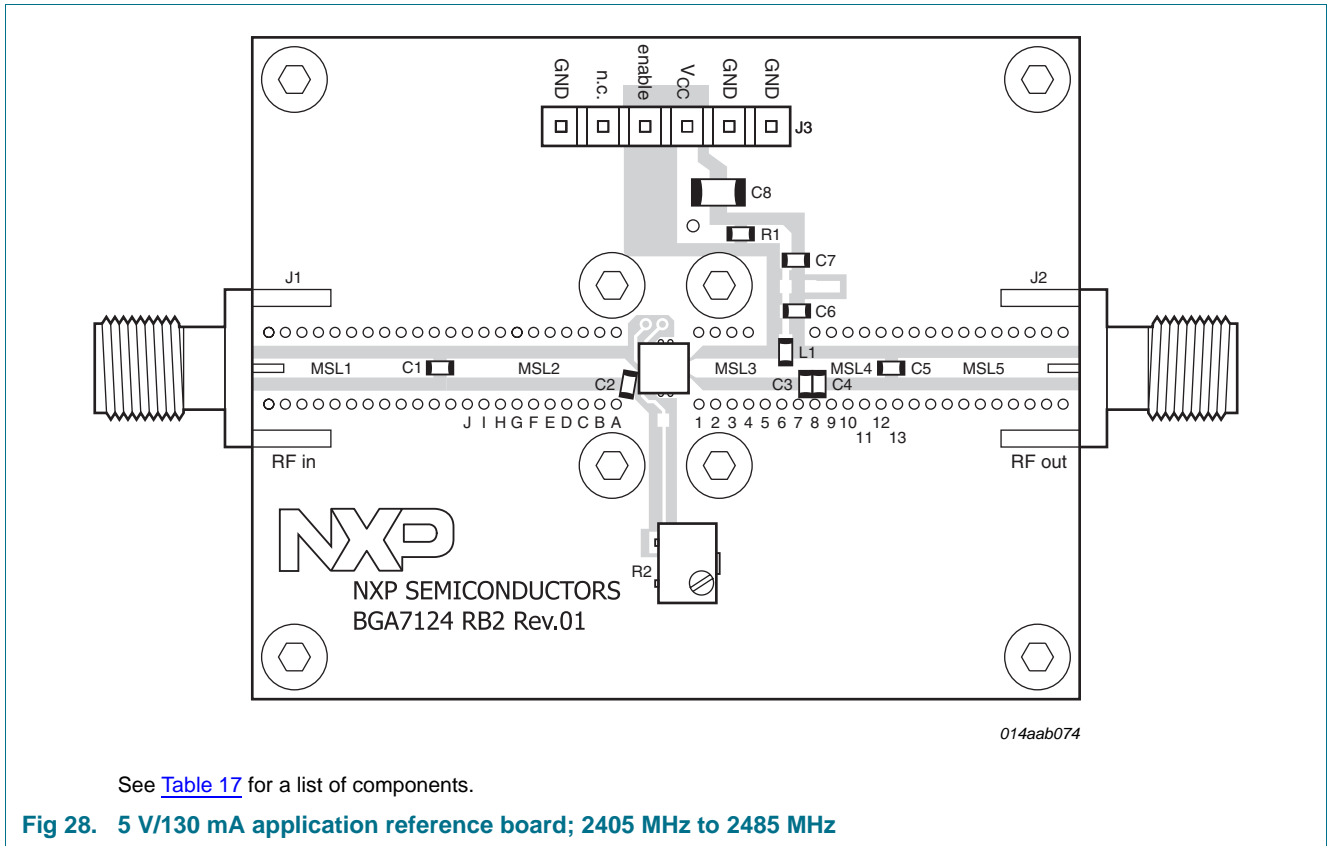 GND
n.c.
enable
VCC
GND
GND
J3
C8
R1
C7
C6
L1
J1
J2
MSL1
C1
MSL2
C2
MSL3
C3
C4
MSL4
C5
MSL5
J I H G F E D C B A
1 2 3 4 5 6 7 8 9 10 12
11 13
RF in
RF out
R2
NXP
NXP SEMICONDUCTORS
BGA7124 RB2 Rev.01
014aab074
See Table 17 for a list of components.
Fig 28. 5 V/130 mA application reference board; 2405 MHz to 2485 MHz